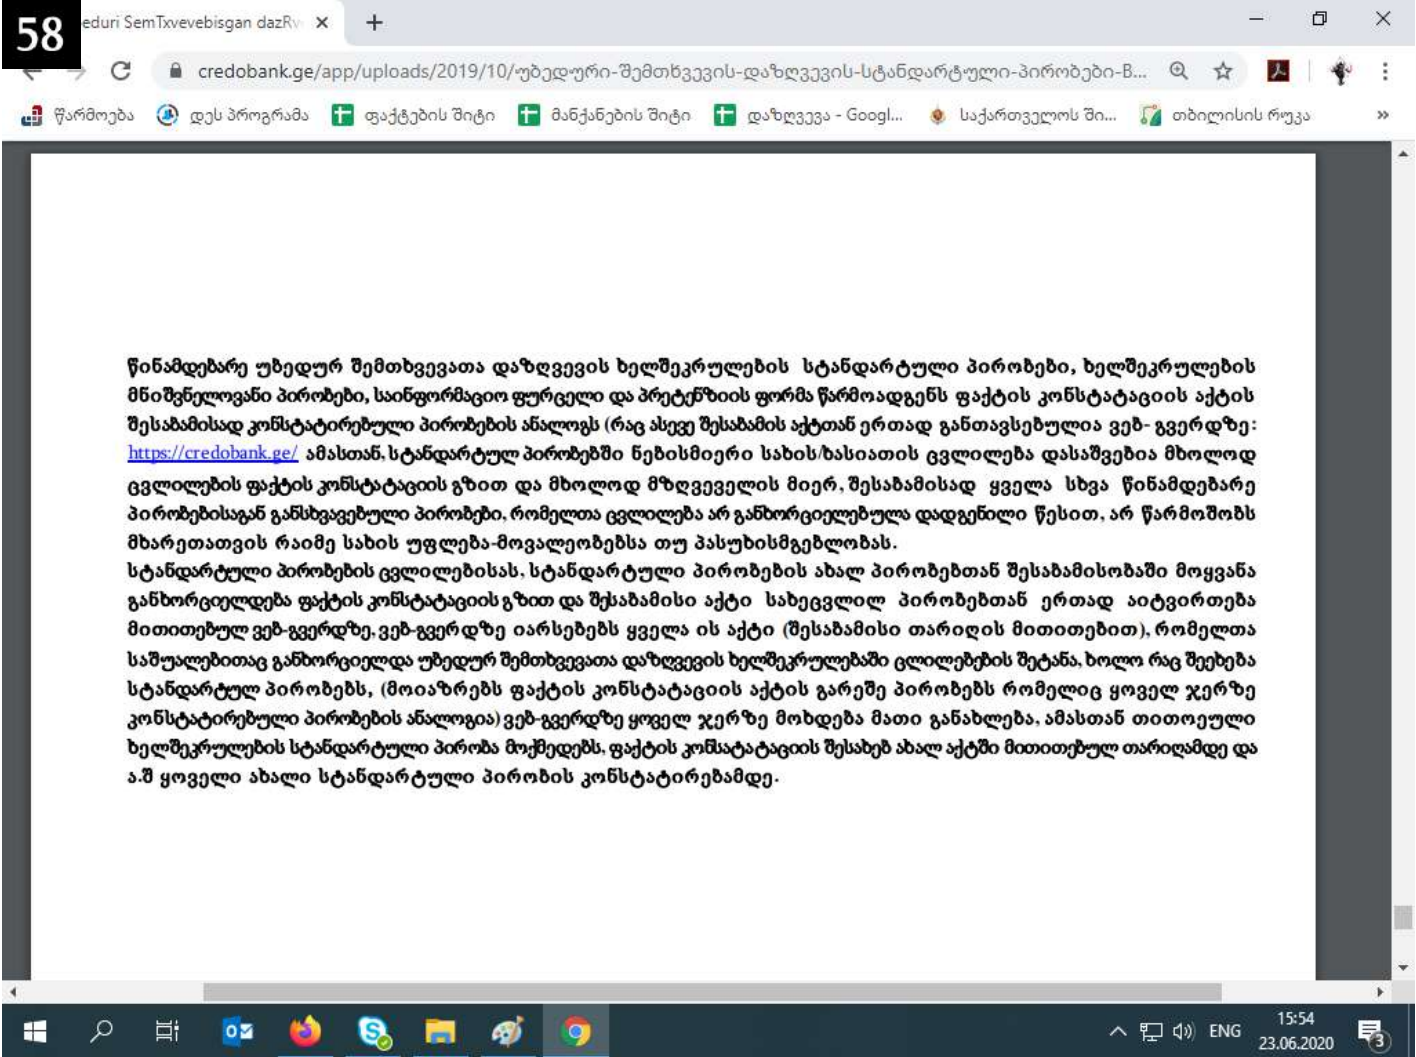 58
eduri SemTxvevebisgan dazRv
credobank.ge/app/uploads/2019/10/უბედური-შემთხვევის-დაზღვევის-სტანდარტული-პირობები-B...
წარმოება დეს პროგრამა ფაქტების შიტი მანქანების შიტი დაზღვევა - Googl... საქართველოს ში... თბილისის რუკა »
წინამდებარე უბედურ შემთხვევათა დაზღვევის ხელშეკრულების სტანდარტული პირობები, ხელშეკრულების
მნიშვნელოვანი პირობები, საინფორმაციო ფურცელი და პრეტენზიის ფორმა წარმოადგენს ფაქტის კონსტატაციის აქტის
შესაბამისად კონსტატირებული პირობების ანალოგს (რაც ასევე შესაბამის აქტთან ერთად განთავსებულია ვებ- გვერდზე:
https://credobank.ge/ ამასთან, სტანდარტულ პირობებში ნებისმიერი სახის/ხასიათის ცვლილება დასაშვებია მხოლოდ
ცვლილების ფაქტის კონსტატაციის გზით და მხოლოდ მზღვეველის მიერ, შესაბამისად ყველა სხვა წინამდებარე
პირობებისაგან განსხვავებული პირობები, რომელთა ცვლილება არ განხორციელებულა დადგენილი წესით, არ წარმოშობს
მხარეთათვის რაიმე სახის უფლება-მოვალეობებსა თუ პასუხისმგებლობას.
სტანდარტული პირობების ცვლილებისას, სტანდარტული პირობების ახალ პირობებთან შესაბამისობაში მოყვანა
განხორციელდება ფაქტის კონსტატაციის გზით და შესაბამისი აქტი სახეცვლილ პირობებთან ერთად აიტვირთება
მითითებულ ვებ-გვერდზე, ვებ-გვერდზე იარსებებს ყველა ის აქტი (შესაბამისი თარიღის მითითებით), რომელთა
საშუალებითაც განხორციელდა უბედურ შემთხვევათა დაზღვევის ხელშეკრულებაში ცლილებების შეტანა, ხოლო რაც შეეხება
სტანდარტულ პირობებს, (მოიაზრებს ფაქტის კონსტატაციის აქტის გარეშე პირობებს რომელიც ყოველ ჯერზე
კონსტატირებული პირობების ანალოგია) ვებ-გვერდზე ყოველ ჯერზე მოხდება მათი განახლება, ამასთან თითოეული
ხელშეკრულების სტანდარტული პირობა მოქმედებს, ფაქტის კონსატატაციის შესახებ ახალ აქტში მითითებულ თარიღამდე და
ა.შ ყოველი ახალი სტანდარტული პირობის კონსტატირებამდე.
ENG 15:54
23.06.2020
3